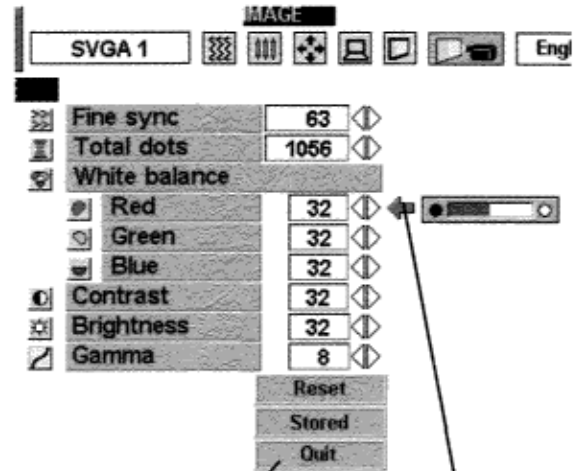 IMAGE
SVGA 1 Engl
Fine sync 63
Total dots 1056
White balance
Red 32
Green 32
Blue 32
Contrast 32
Brightness 32
Gamma 8
Reset
Stored
Quit